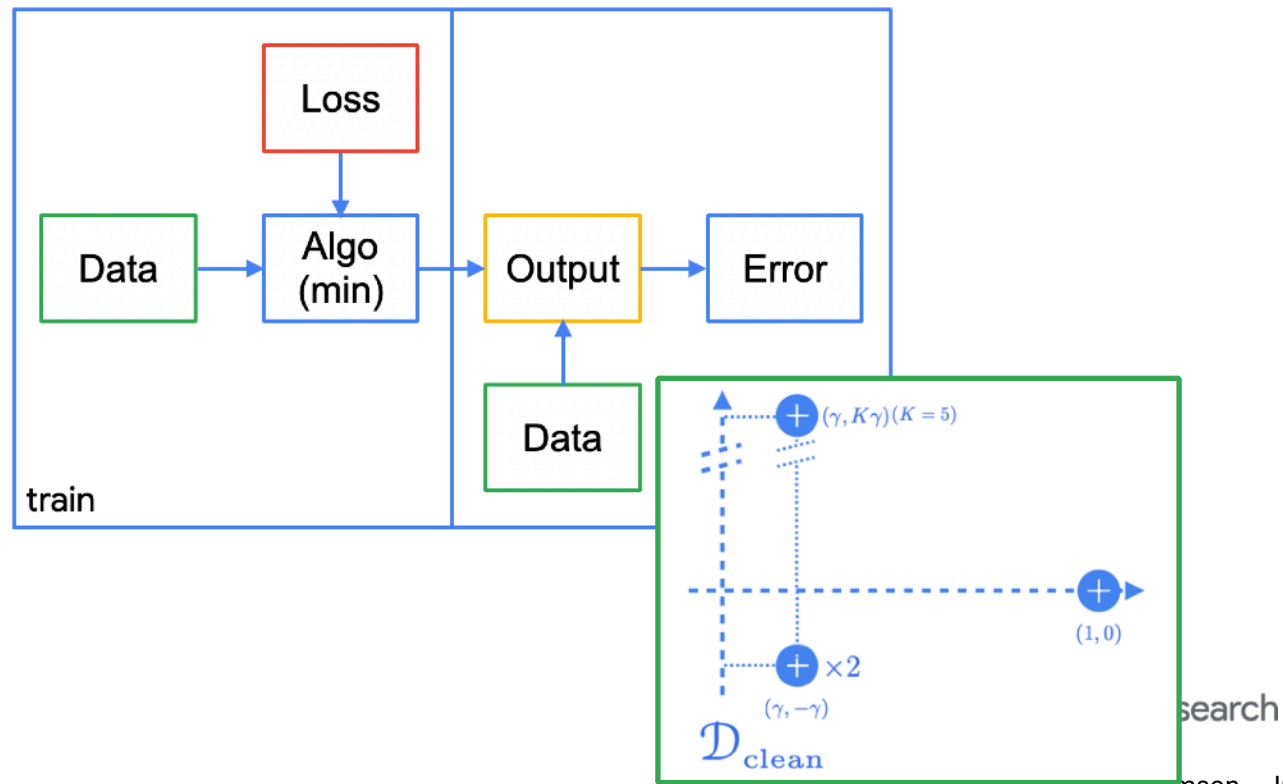 Loss
Data
Algo
(min)
Output
Error
Data
train
+ (γ, Kγ)(K = 5)
+
(1, 0)
+ ×2
(γ, −γ)
𝒟clean
search